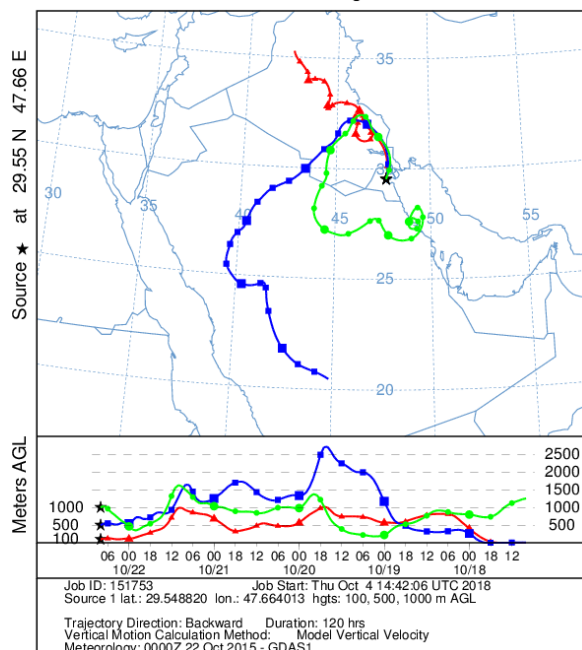 Source ★ at 29.55 N 47.66 E
35
30
35
40
45
30
50
55
25
20
Meters AGL
2500
2000
1500
1000 1000
500 500
100
06 00 18 12 06 00 18 12 06 00 18 12 06 00 18 12 06 00 18 12
10/22 10/21 10/20 10/19 10/18
Job ID: 151753 Job Start: Thu Oct 4 14:42:06 UTC 2018
Source 1 lat.: 29.548820 lon.: 47.664013 hgts: 100, 500, 1000 m AGL
Trajectory Direction: Backward Duration: 120 hrs
Vertical Motion Calculation Method: Model Vertical Velocity
Meteorology: 0000Z 22 Oct 2015 - GDAS1